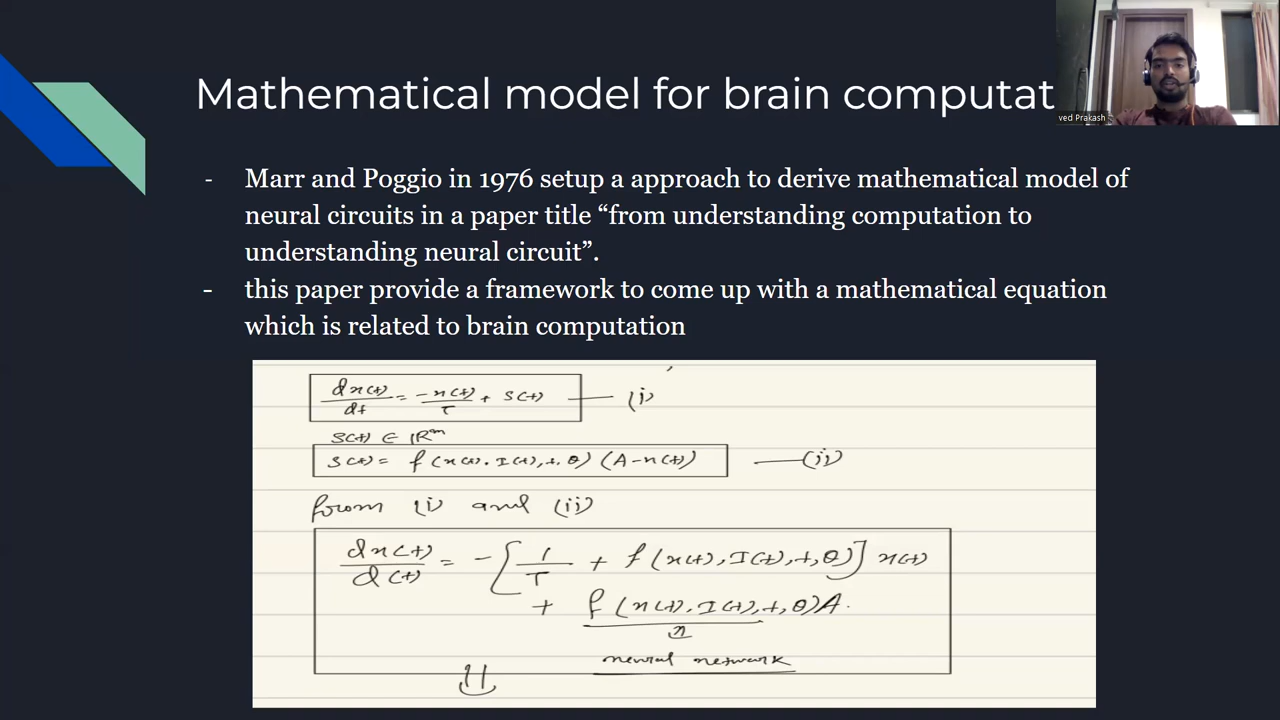 Mathematical model for brain computat
ved Prakash
- Marr and Poggio in 1976 setup a approach to derive mathematical model of
neural circuits in a paper title “from understanding computation to
understanding neural circuit”.
- this paper provide a framework to come up with a mathematical equation
which is related to brain computation
dx(t)/dt = -x(t)/τ + S(t) — (i)
S(t) ∈ ℝᵐ
S(t) = f(x(t), I(t), t, θ) (A - x(t)) — (ii)
from (i) and (ii)
dx(t)/d(t) = - [1/τ + f(x(t), I(t), t, θ)] x(t)
+ f(x(t), I(t), t, θ) A.
neural network